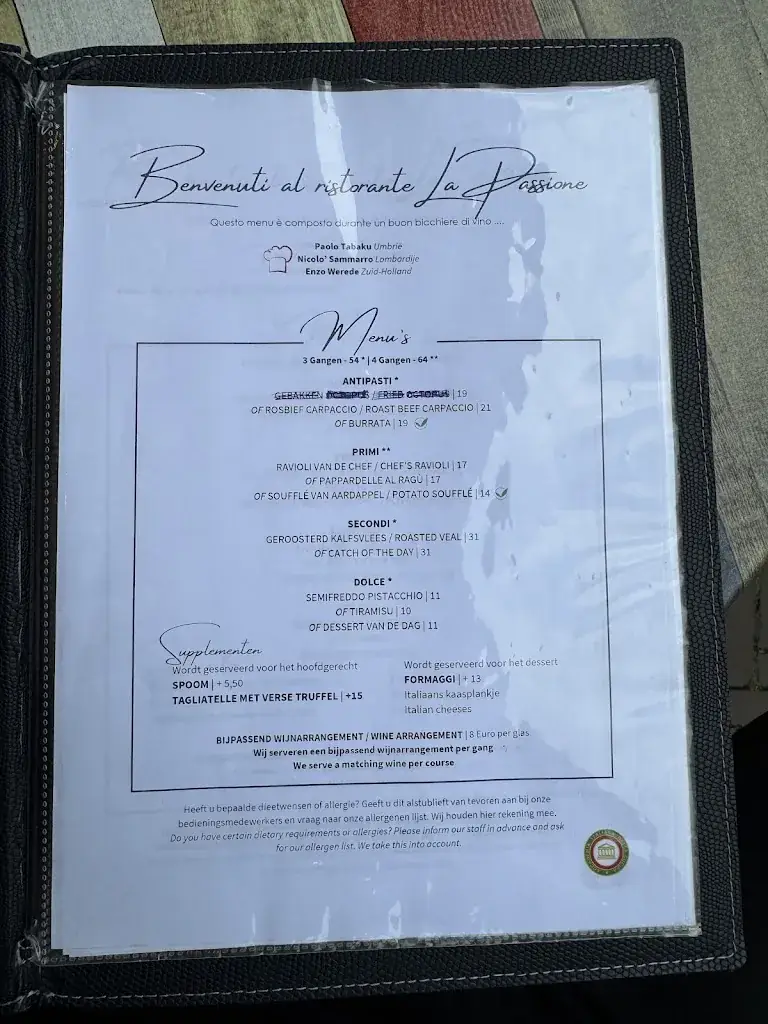 Benvenuti al ristorante La Passione
Questo menu è composto durante un buon bicchiere di vino ....
Paolo Tabaku Umbrië
Nicolo' Sammarro Lombardije
Enzo Werede Zuid-Holland
Menu's
3 Gangen - 54 * | 4 Gangen - 64 **
ANTIPASTI *
GEBAKKEN OCTOPUS / FRIED OCTOPUS | 19
OF ROSBIEF CARPACCIO / ROAST BEEF CARPACCIO | 21
OF BURRATA | 19
PRIMI **
RAVIOLI VAN DE CHEF / CHEF'S RAVIOLI | 17
OF PAPPARDELLE AL RAGÙ | 17
OF SOUFFLÉ VAN AARDAPPEL / POTATO SOUFFLÉ | 14
SECONDI *
GEROOSTERD KALFSVLEES / ROASTED VEAL | 31
OF CATCH OF THE DAY | 31
DOLCE *
SEMIFREDDO PISTACCHIO | 11
OF TIRAMISU | 10
OF DESSERT VAN DE DAG | 11
Supplementen
Wordt geserveerd voor het hoofdgerecht
SPOOM | + 5,50
TAGLIATELLE MET VERSE TRUFFEL | +15
Wordt geserveerd voor het dessert
FORMAGGI | + 13
Italiaans kaasplankje
Italian cheeses
BIJPASSEND WIJNARRANGEMENT / WINE ARRANGEMENT | 8 Euro per glas
Wij serveren een bijpassend wijnarrangement per gang
We serve a matching wine per course
Heeft u bepaalde dieetwensen of allergie? Geeft u dit alstublieft van tevoren aan bij onze
bedieningsmedewerkers en vraag naar onze allergenen lijst. Wij houden hier rekening mee.
Do you have certain dietary requirements or allergies? Please inform our staff in advance and ask
for our allergen list. We take this into account.